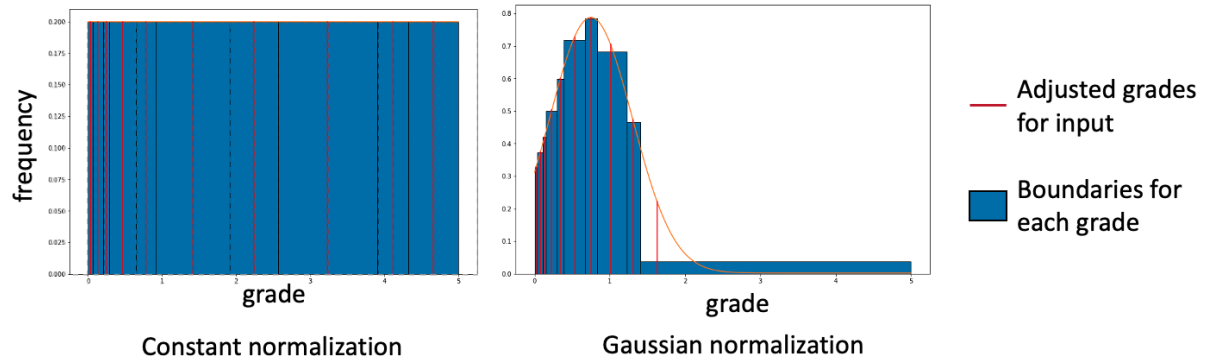 0.200
0.175
0.150
0.125
0.100
0.075
0.050
0.025
0.000
frequency
0 1 2 3 4 5
grade
Constant normalization
0.8
0.7
0.6
0.5
0.4
0.3
0.2
0.1
0.0
0 1 2 3 4 5
grade
Gaussian normalization
Adjusted grades
for input
Boundaries for
each grade